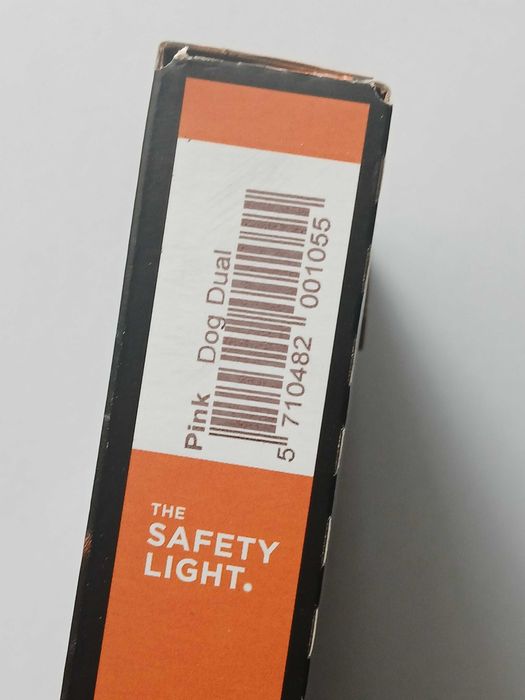 Pink Dog Dual
5 710482 001055
THE
SAFETY
LIGHT.